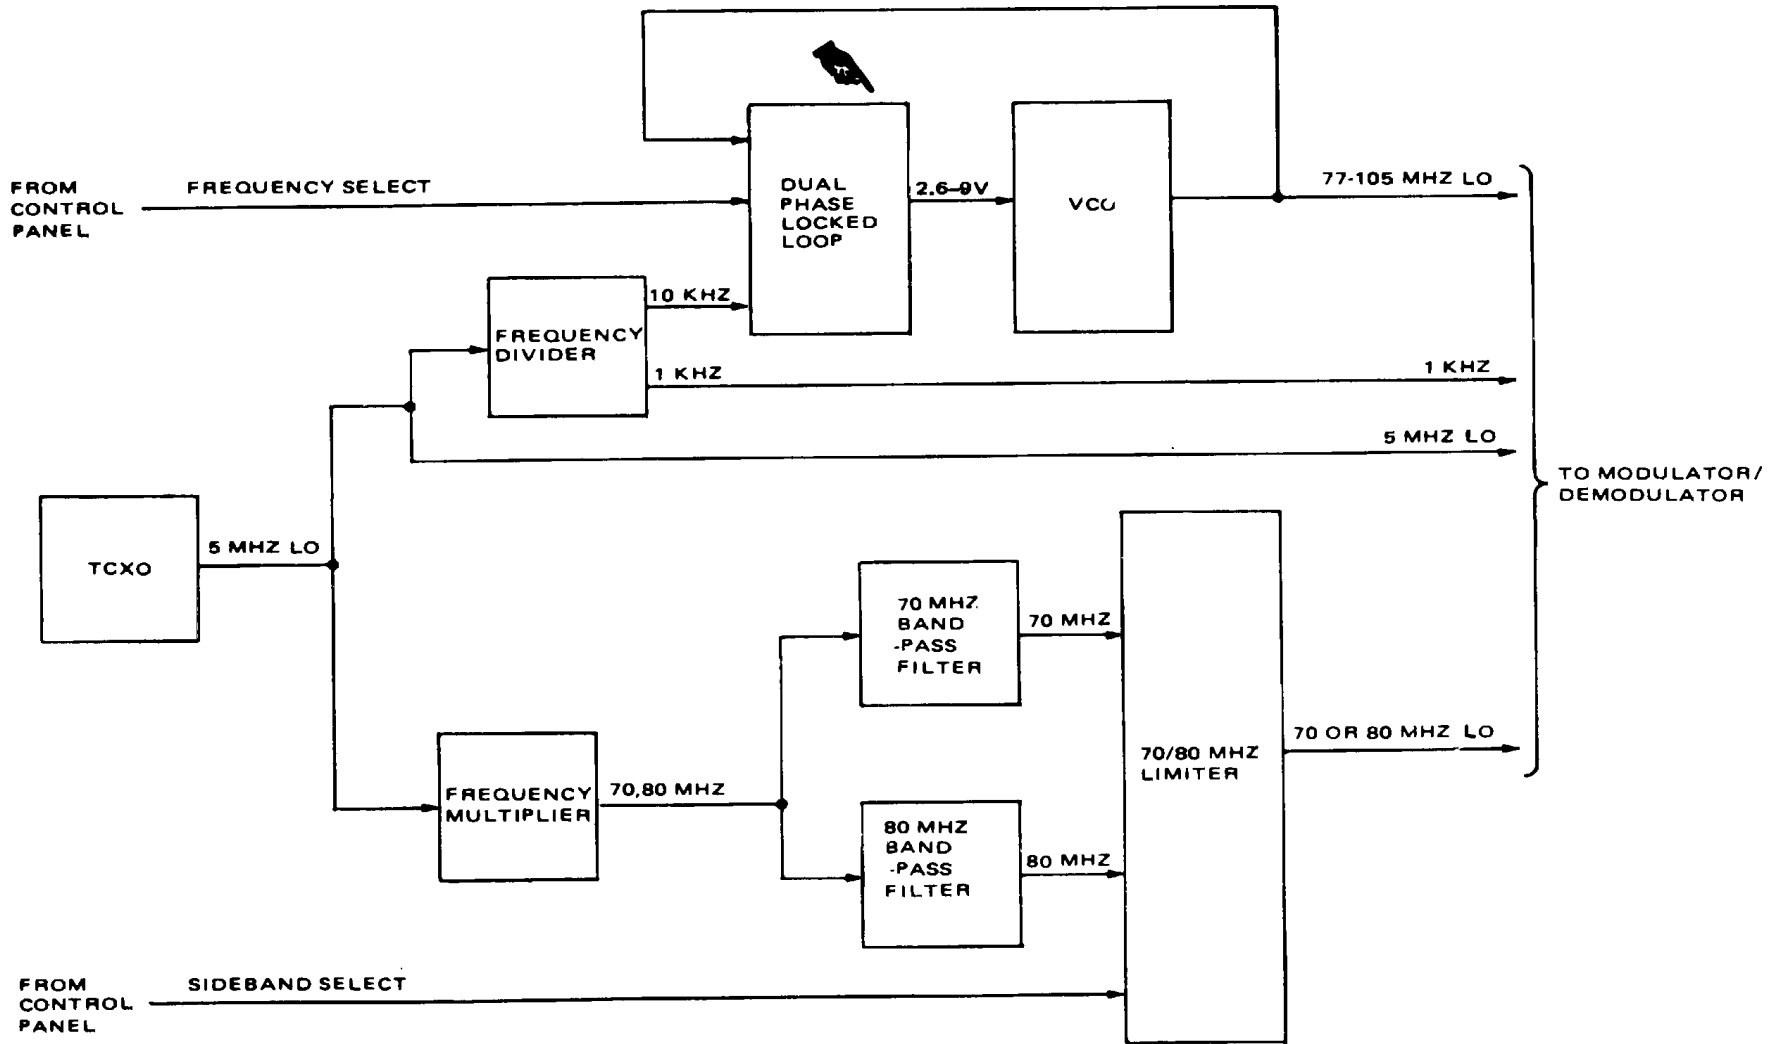 FROM
CONTROL
PANEL
FREQUENCY SELECT
DUAL
PHASE
LOCKED
LOOP
2.6–9V
VCO
77-105 MHZ LO
FREQUENCY
DIVIDER
10 KHZ
1 KHZ
1 KHZ
5 MHZ LO
TO MODULATOR/
DEMODULATOR
TCXO
5 MHZ LO
70 MHZ
BAND
-PASS
FILTER
70 MHZ
FREQUENCY
MULTIPLIER
70,80 MHZ
80 MHZ
BAND
-PASS
FILTER
80 MHZ
70/80 MHZ
LIMITER
70 OR 80 MHZ LO
FROM
CONTROL
PANEL
SIDEBAND SELECT